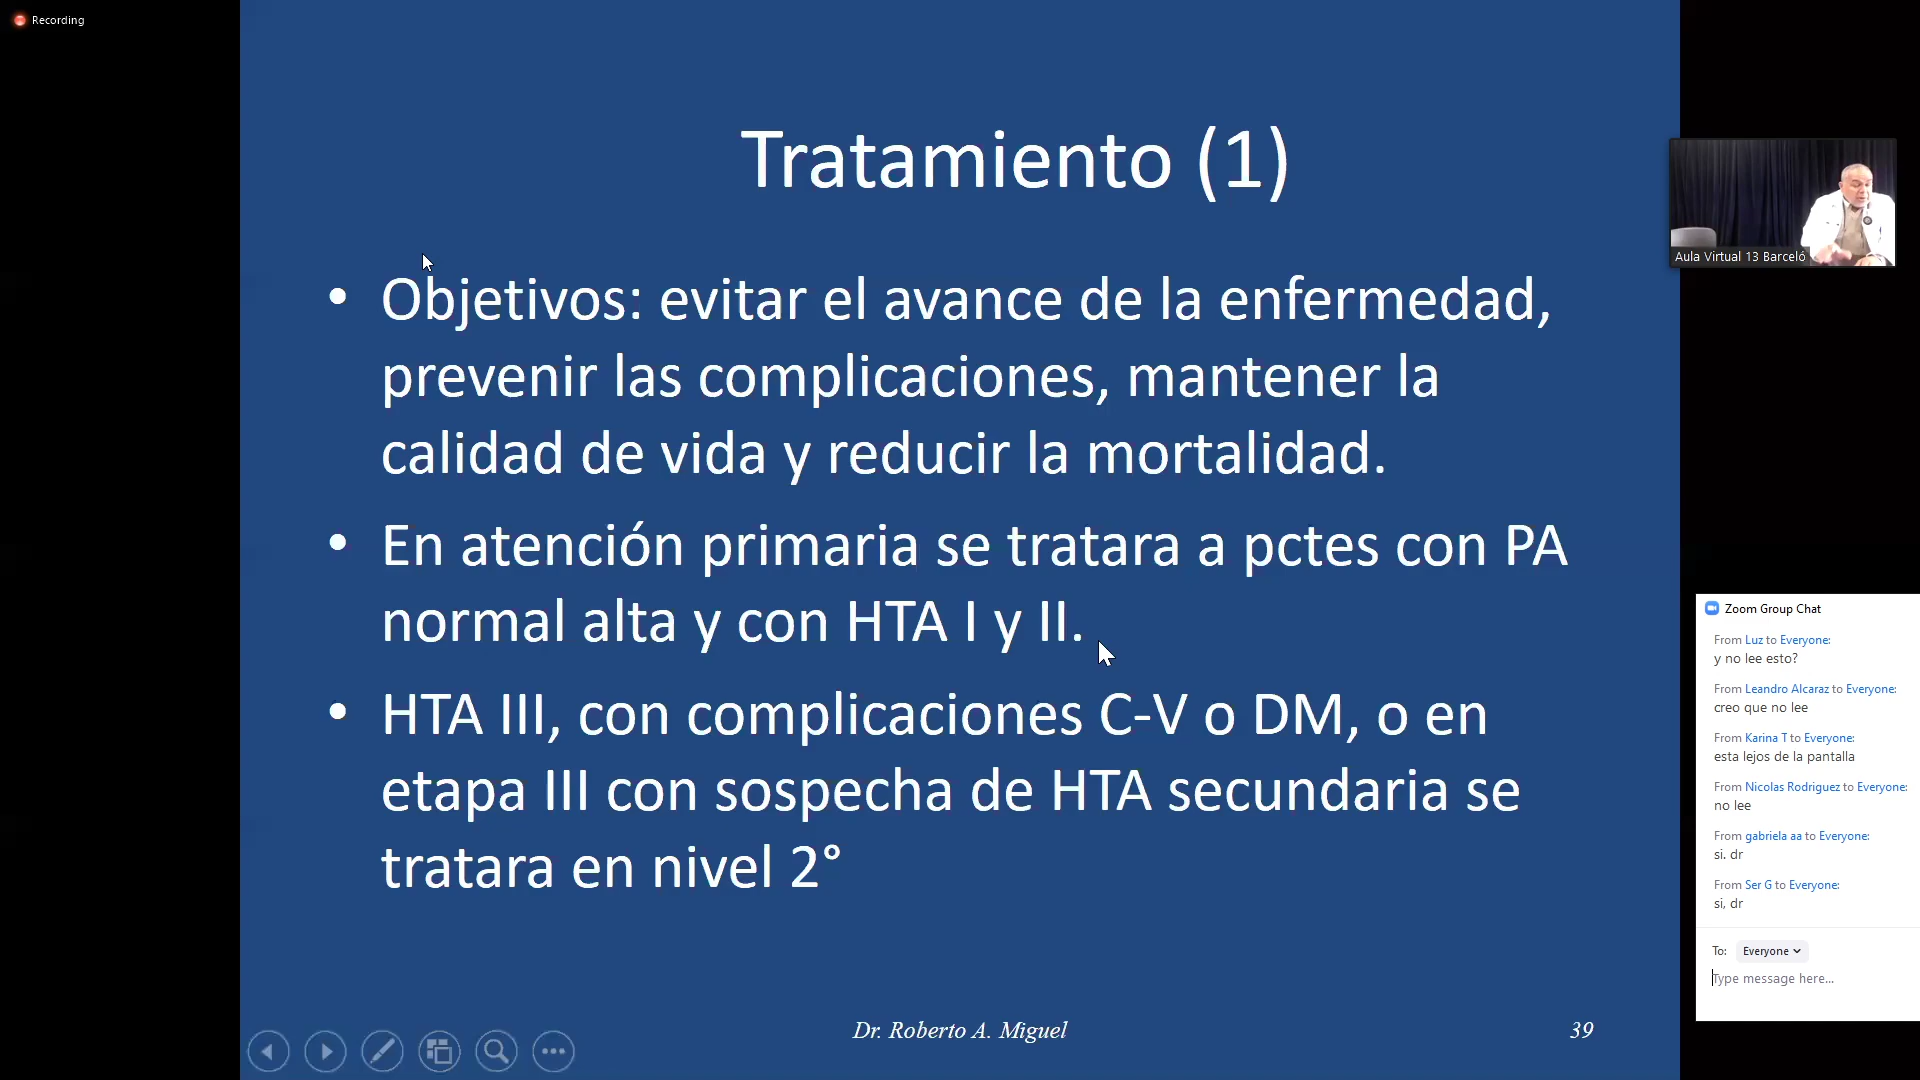 Recording
Tratamiento (1)
• Objetivos: evitar el avance de la enfermedad,
prevenir las complicaciones, mantener la
calidad de vida y reducir la mortalidad.
• En atención primaria se tratara a pctes con PA
normal alta y con HTA I y II.
• HTA III, con complicaciones C-V o DM, o en
etapa III con sospecha de HTA secundaria se
tratara en nivel 2°
Dr. Roberto A. Miguel
39
Aula Virtual 13 Barceló
Zoom Group Chat
From Luz to Everyone:
y no lee esto?
From Leandro Alcaraz to Everyone:
creo que no lee
From Karina T to Everyone:
esta lejos de la pantalla
From Nicolas Rodriguez to Everyone:
no lee
From gabriela aa to Everyone:
si. dr
From Ser G to Everyone:
si, dr
To: Everyone
Type message here...